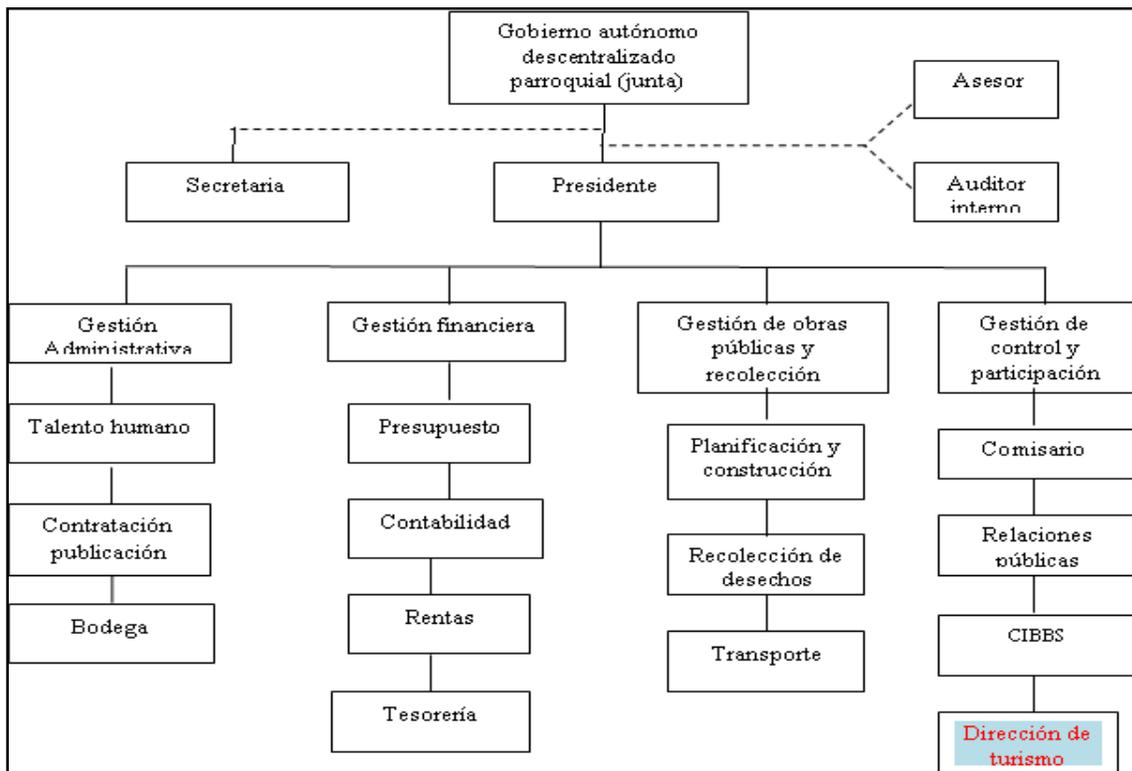 Gobierno autónomo
descentralizado
parroquial (junta)
Asesor
Secretaria
Presidente
Auditor
interno
Gestión
Administrativa
Gestión financiera
Gestión de obras
públicas y
recolección
Gestión de
control y
participación
Talento humano
Presupuesto
Planificación y
construcción
Comisario
Contratación
publicación
Contabilidad
Recolección de
desechos
Relaciones
públicas
Bodega
Rentas
Transporte
CIBBS
Tesorería
Dirección de
turismo